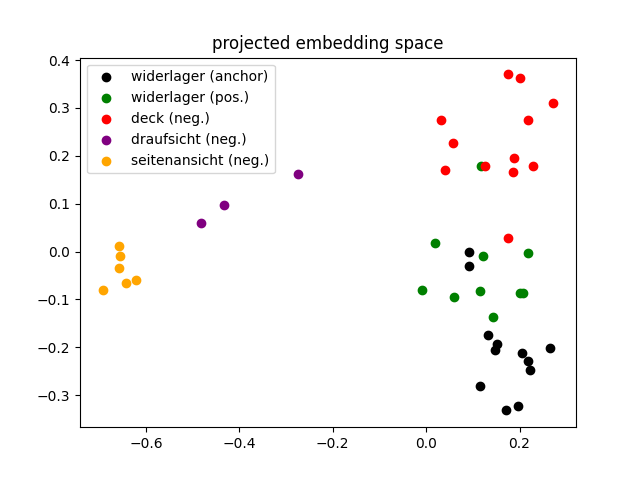 projected embedding space
widerlager (anchor)
widerlager (pos.)
deck (neg.)
draufsicht (neg.)
seitenansicht (neg.)
0.4
0.3
0.2
0.1
0.0
−0.1
−0.2
−0.3
−0.6 −0.4 −0.2 0.0 0.2